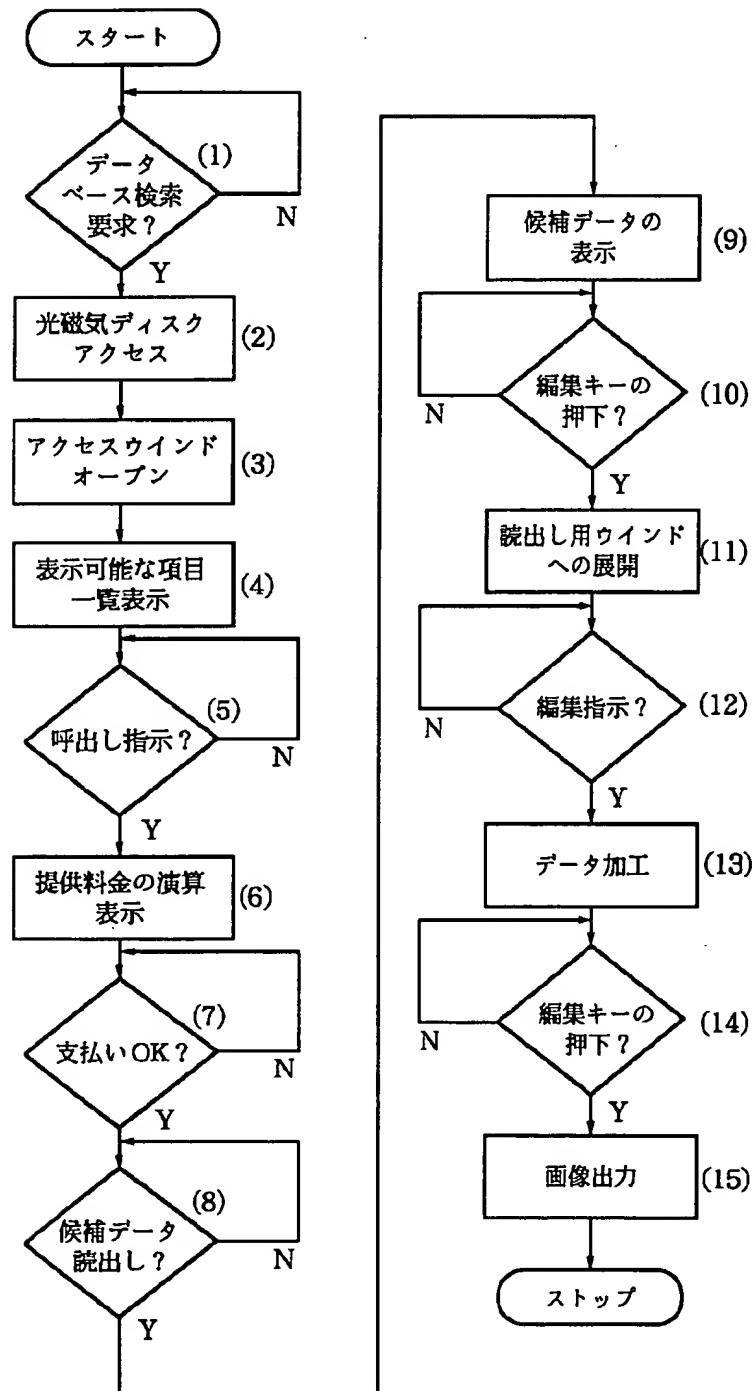 スタート
データ
ベース検索
要求?
(1)
N
Y
光磁気ディスク
アクセス
(2)
アクセスウインド
オープン
(3)
表示可能な項目
一覧表示
(4)
呼出し指示?
(5)
N
Y
提供料金の演算
表示
(6)
支払いOK?
(7)
N
Y
候補データ
読出し?
(8)
N
Y
候補データの
表示
(9)
編集キーの
押下?
(10)
N
Y
読出し用ウインド
への展開
(11)
編集指示?
(12)
N
Y
データ加工
(13)
編集キーの
押下?
(14)
N
Y
画像出力
(15)
ストップ